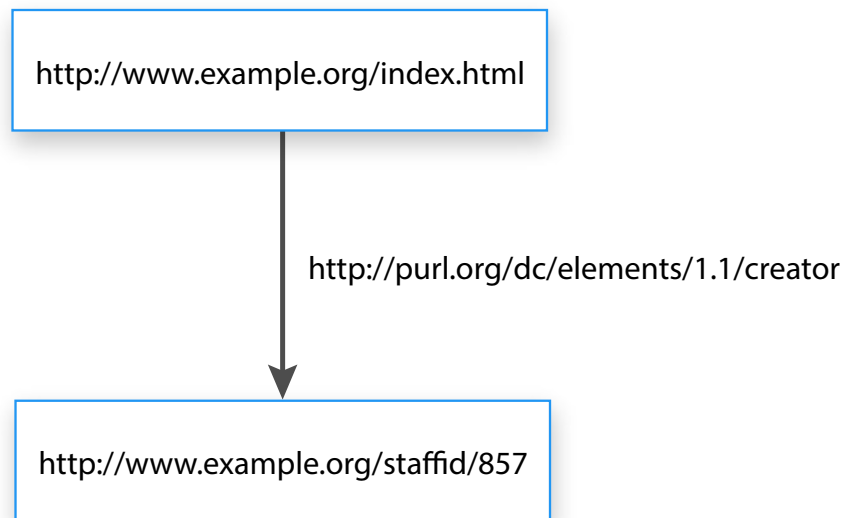 http://www.example.org/index.html
http://purl.org/dc/elements/1.1/creator
http://www.example.org/staffid/857